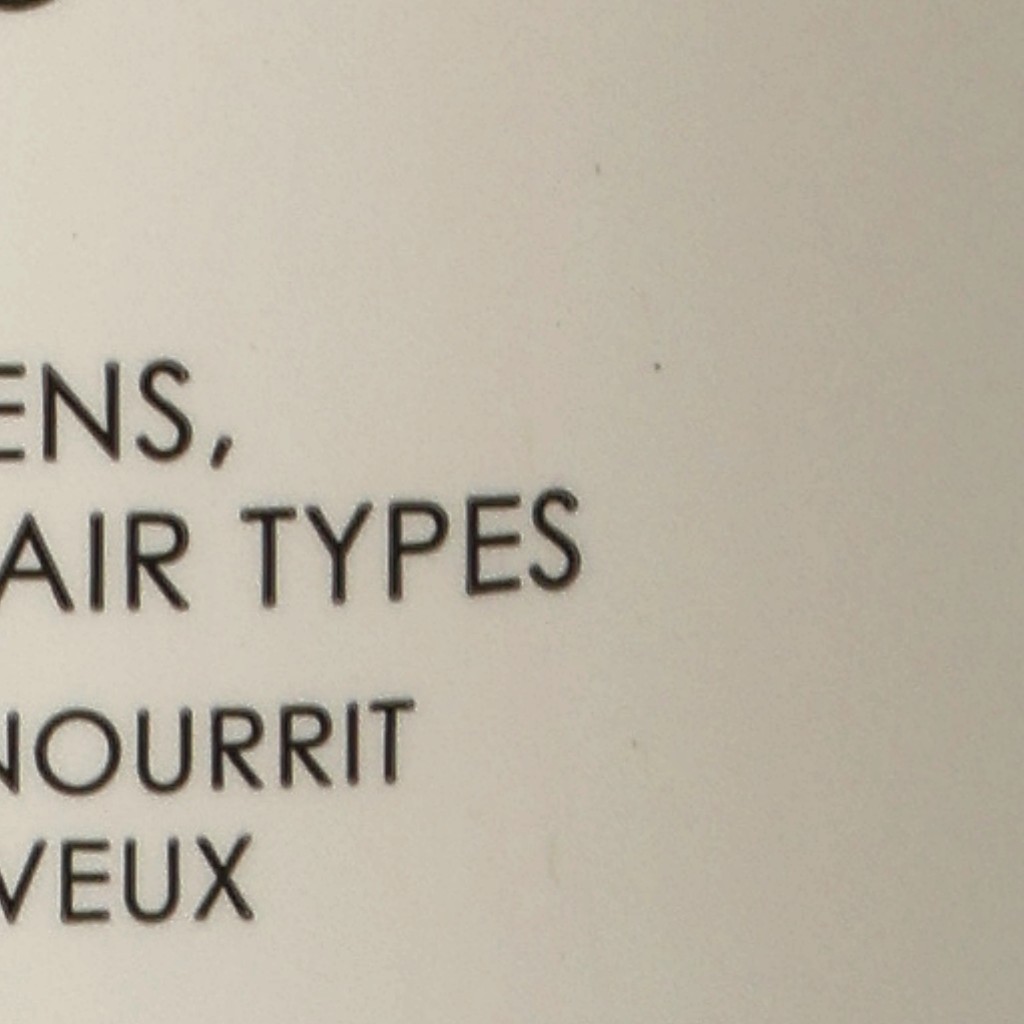 ENS,
AIR TYPES
NOURRIT
VEUX